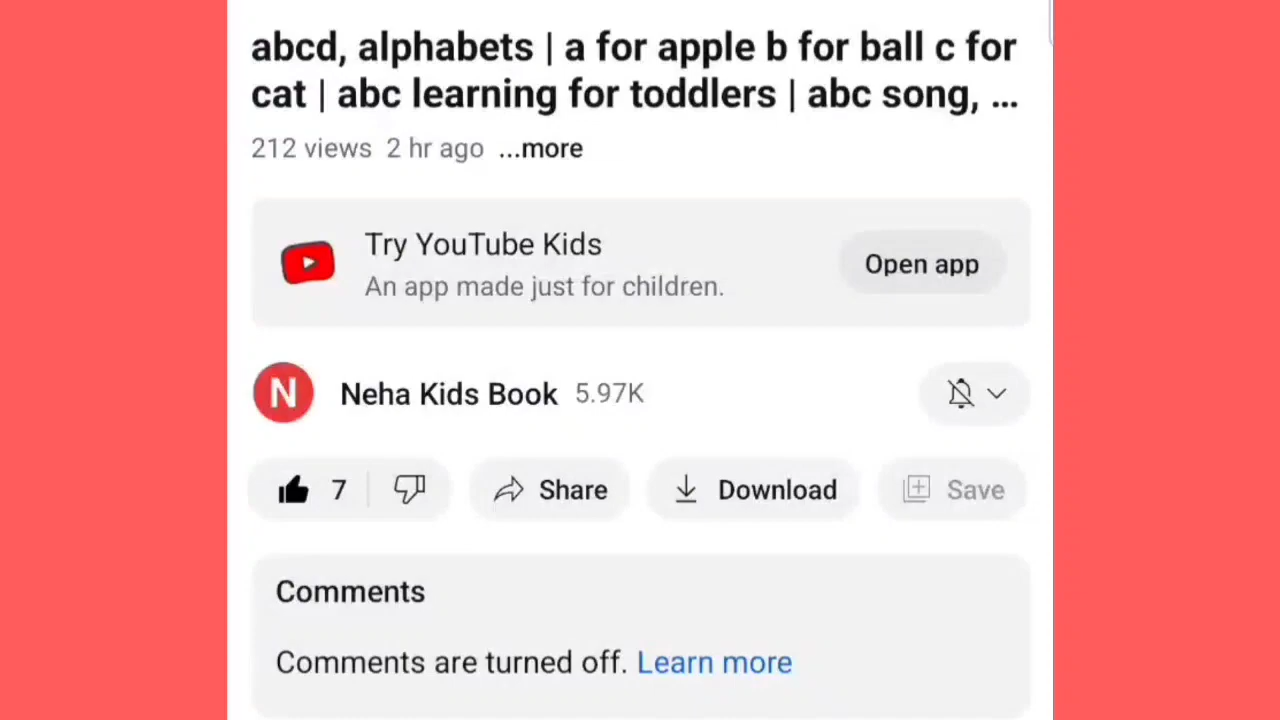 abcd, alphabets | a for apple b for ball c for
cat | abc learning for toddlers | abc song, ...
212 views 2 hr ago ...more
Try YouTube Kids
An app made just for children.
Open app
N
Neha Kids Book 5.97K
7
Share
Download
Save
Comments
Comments are turned off. Learn more